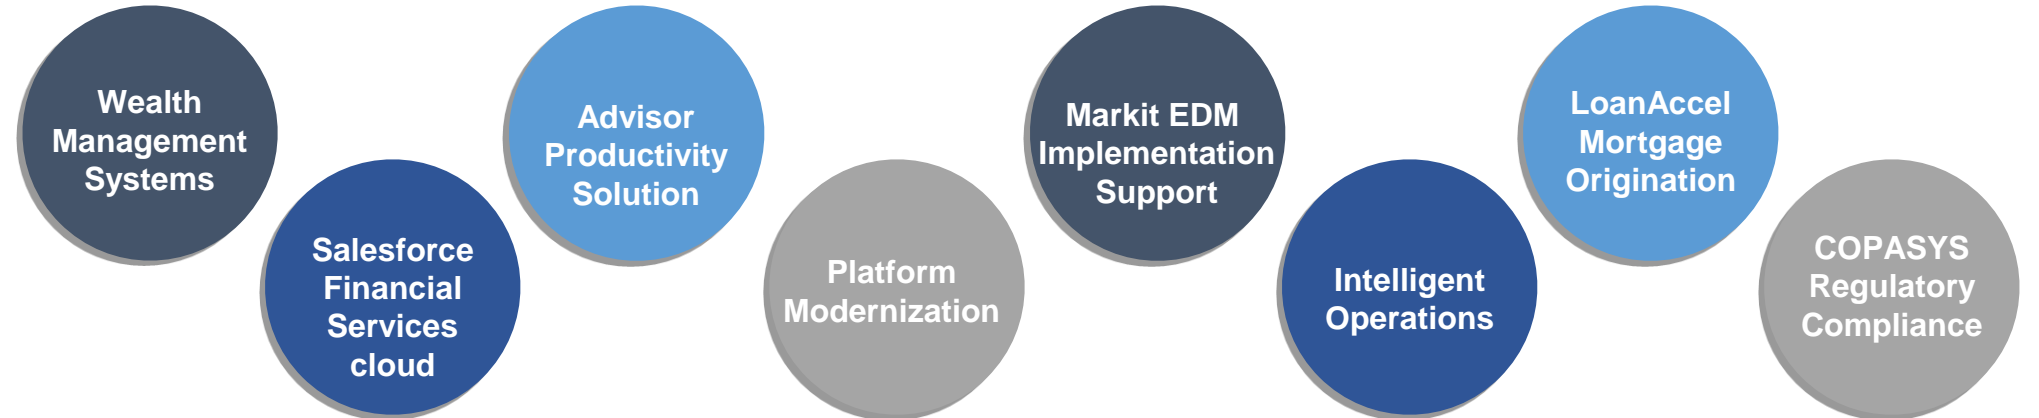 Wealth
Management
Systems
Salesforce
Financial
Services
cloud
Advisor
Productivity
Solution
Platform
Modernization
Markit EDM
Implementation
Support
Intelligent
Operations
LoanAccel
Mortgage
Origination
COPASYS
Regulatory
Compliance